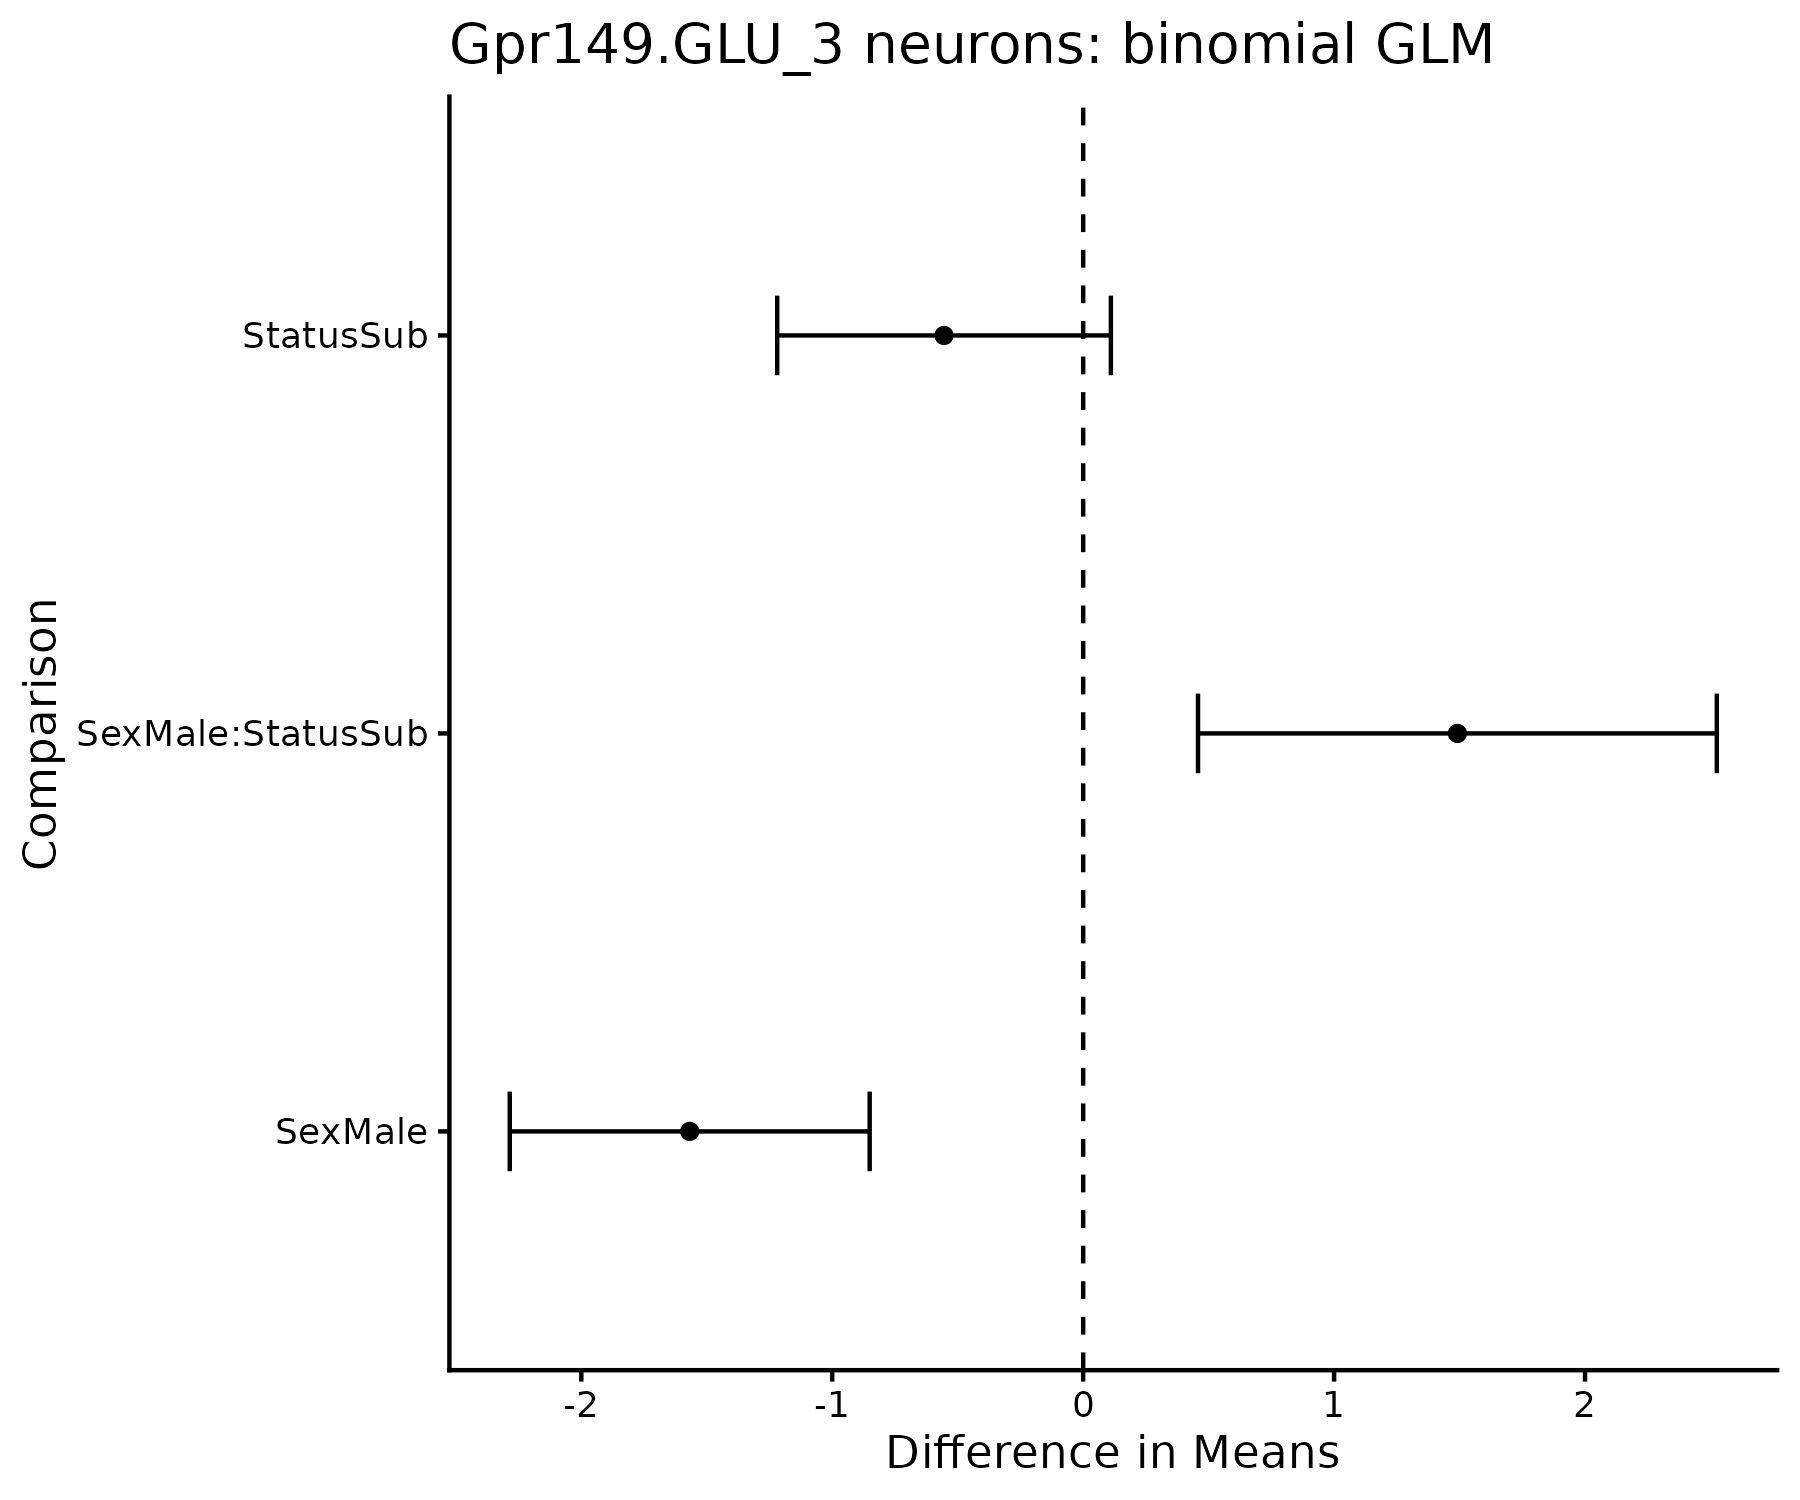 Gpr149.GLU_3 neurons: binomial GLM
Comparison
StatusSub
SexMale:StatusSub
SexMale
-2 -1 0 1 2
Difference in Means